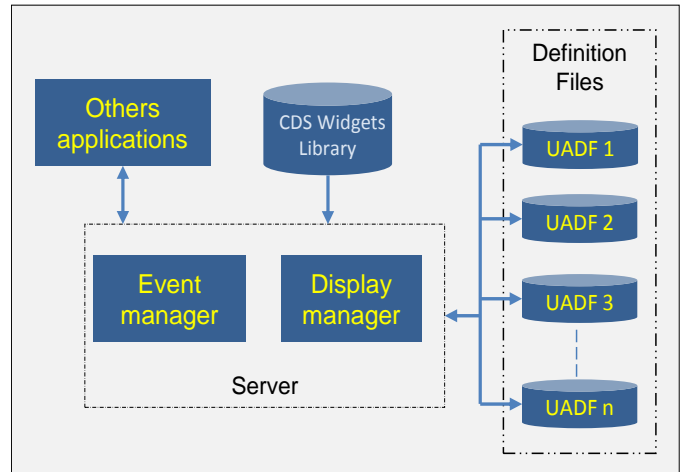 Definition
Files
Others
applications
CDS Widgets
Library
UADF 1
UADF 2
UADF 3
UADF n
Event
manager
Display
manager
Server